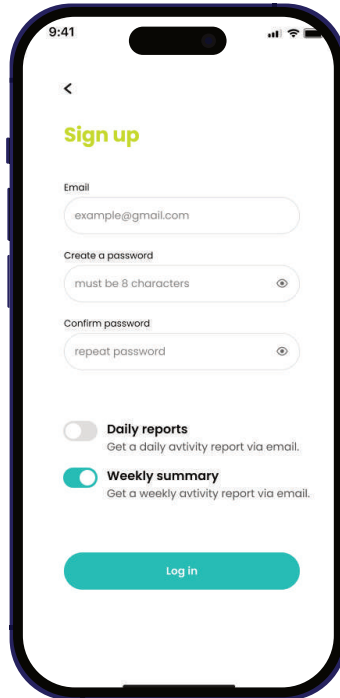 9:41
Sign up
Email
example@gmail.com
Create a password
must be 8 characters
Confirm password
repeat password
Daily reports
Get a daily avtivity report via email.
Weekly summary
Get a weekly avtivity report via email.
Log in